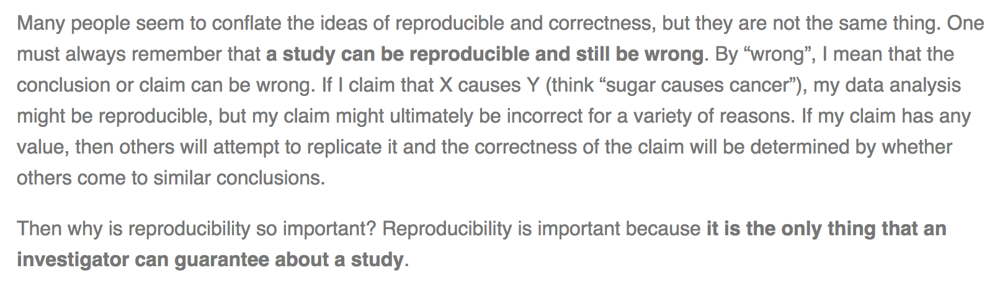 Many people seem to conflate the ideas of reproducible and correctness, but they are not the same thing. One
must always remember that a study can be reproducible and still be wrong. By “wrong”, I mean that the
conclusion or claim can be wrong. If I claim that X causes Y (think “sugar causes cancer”), my data analysis
might be reproducible, but my claim might ultimately be incorrect for a variety of reasons. If my claim has any
value, then others will attempt to replicate it and the correctness of the claim will be determined by whether
others come to similar conclusions.
Then why is reproducibility so important? Reproducibility is important because it is the only thing that an
investigator can guarantee about a study.